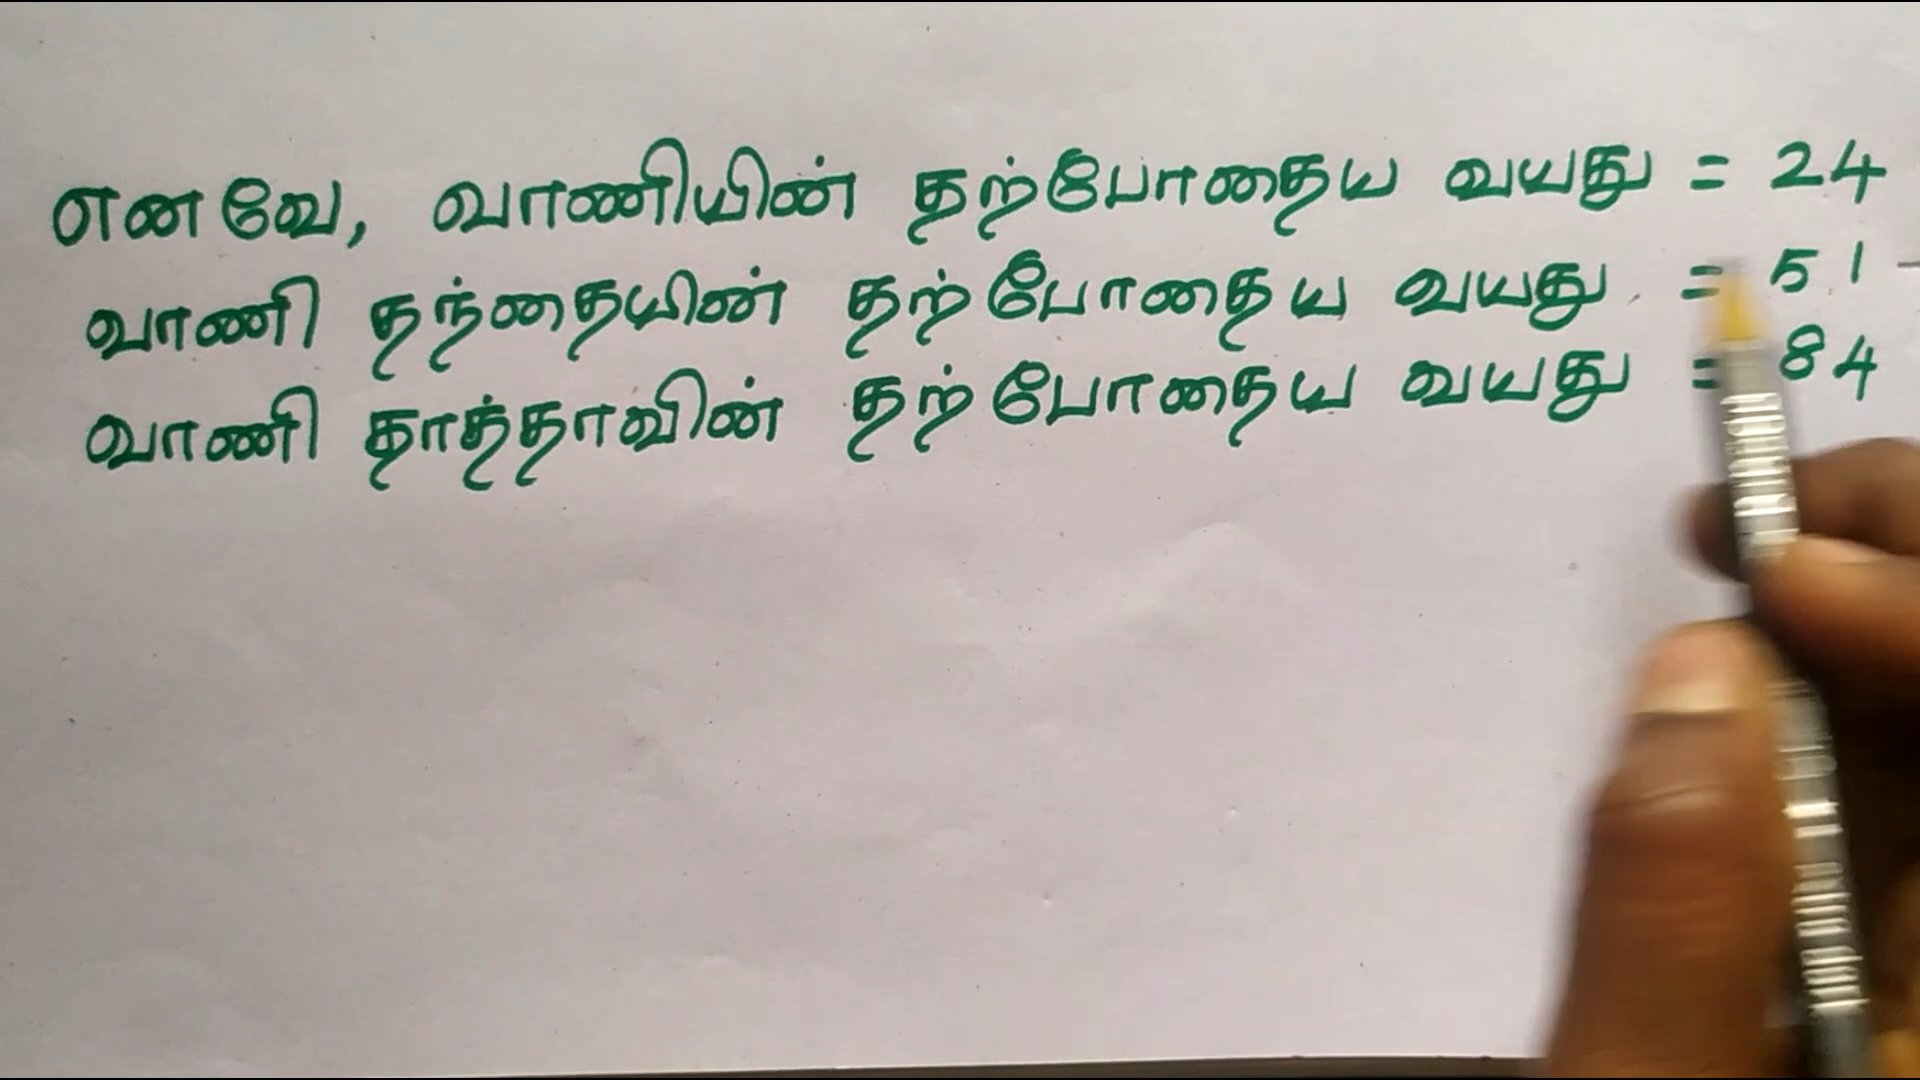 எனவே, வாணியின் தற்போதைய வயது = 24
வாணி தந்தையின் தற்போதைய வயது = 51
வாணி தாத்தாவின் தற்போதைய வயது = 84